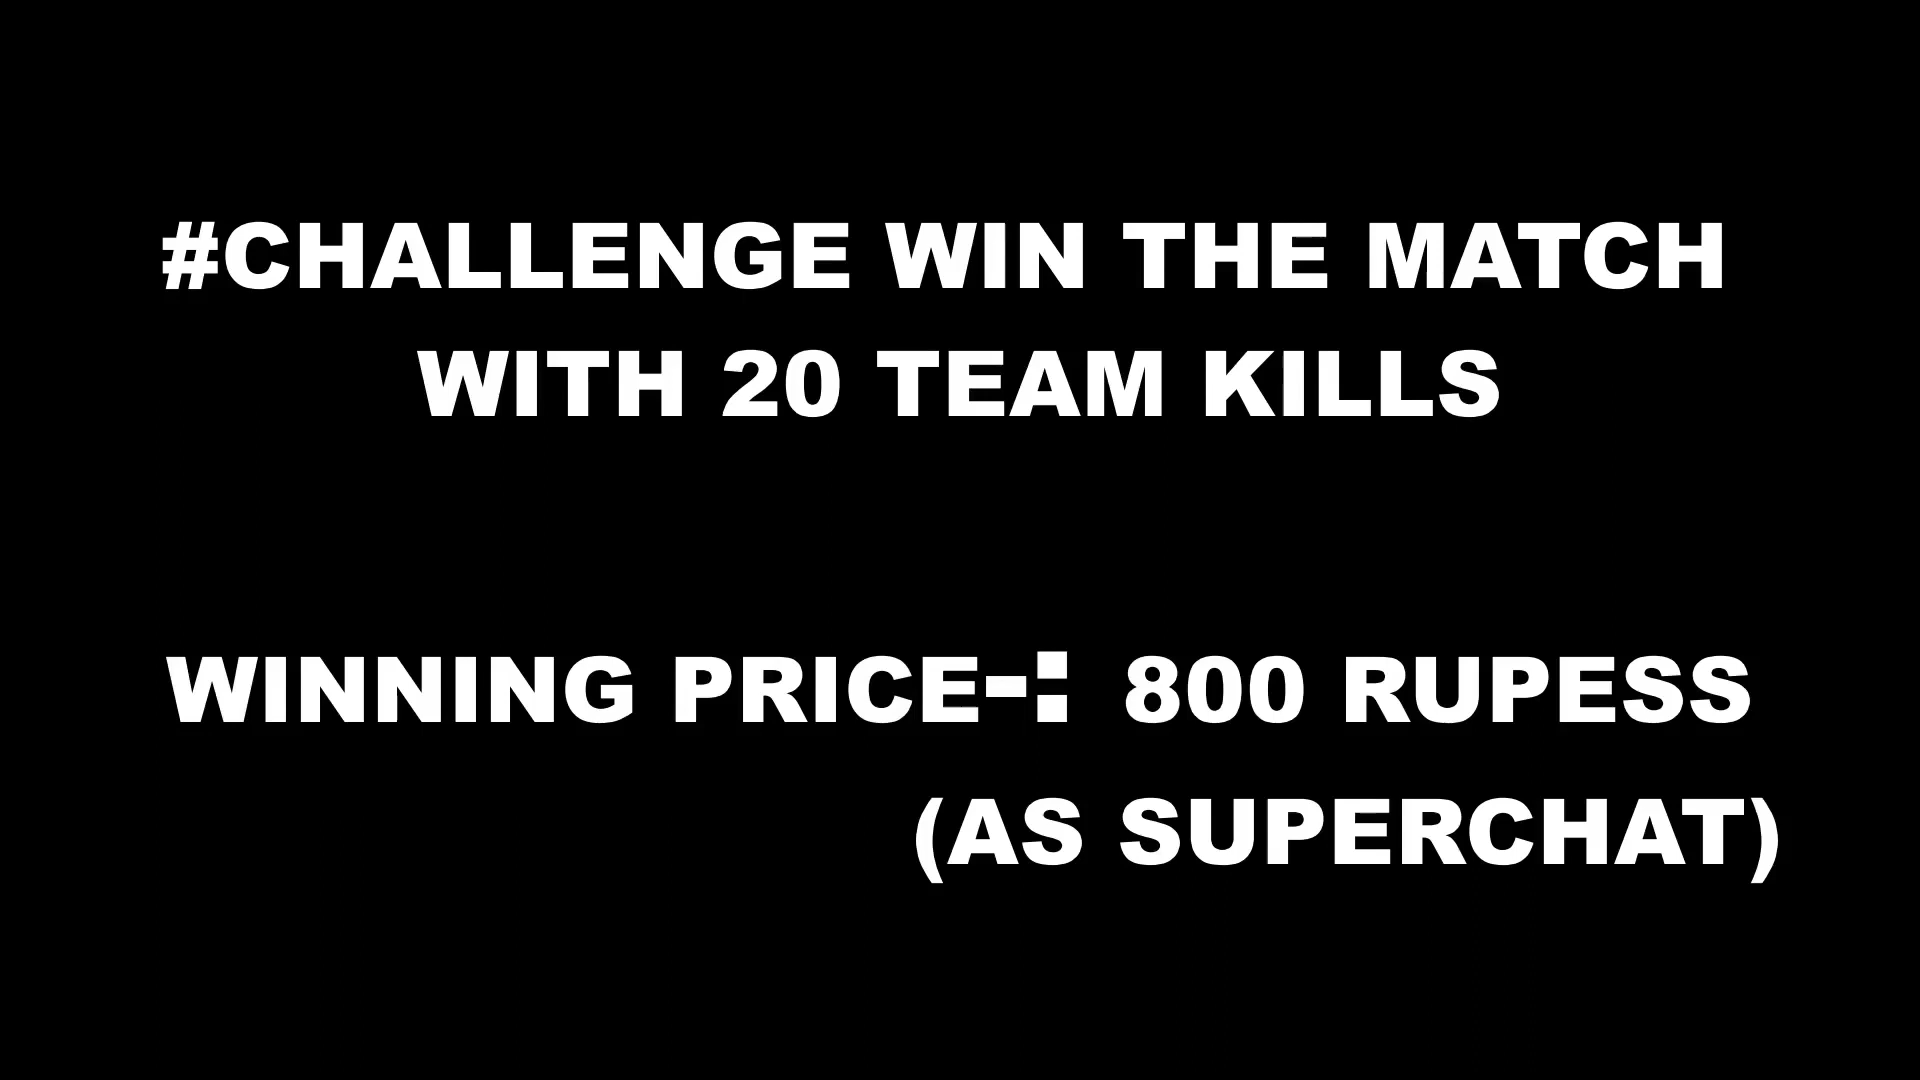 #CHALLENGE WIN THE MATCH
WITH 20 TEAM KILLS
WINNING PRICE-: 800 RUPESS
(AS SUPERCHAT)